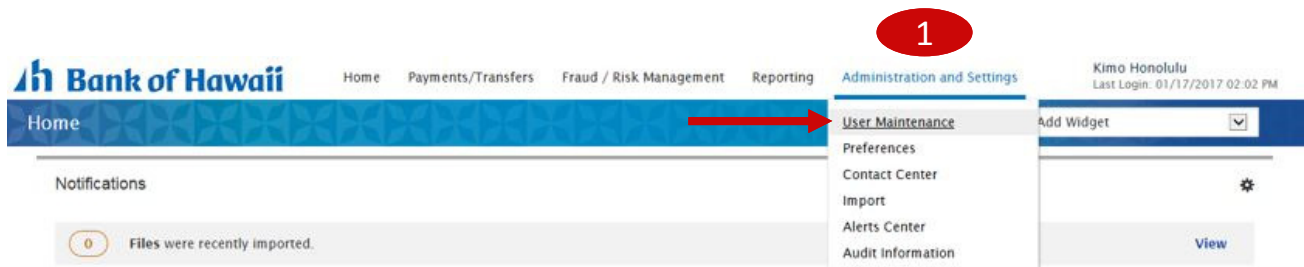 1
Bank of Hawaii
Home Payments/Transfers Fraud / Risk Management Reporting Administration and Settings
Kimo Honolulu
Last Login: 01/17/2017 02:02 PM
Home
User Maintenance
Add Widget
Preferences
Contact Center
Import
Alerts Center
Audit Information
Notifications
0 Files were recently imported. View